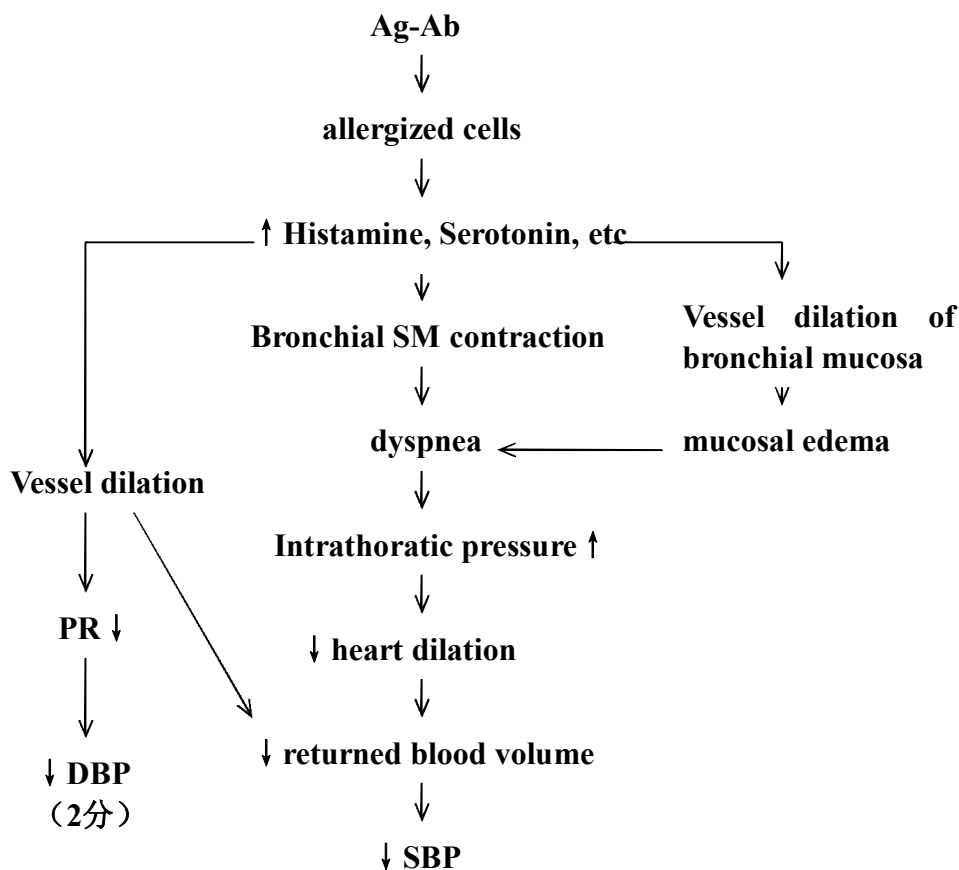 Ag-Ab
allergized cells
↑ Histamine, Serotonin, etc
Bronchial SM contraction
Vessel dilation of
bronchial mucosa
dyspnea
mucosal edema
Vessel dilation
Intrathoratic pressure ↑
PR ↓
↓ heart dilation
↓ returned blood volume
↓ DBP
（2分）
↓ SBP